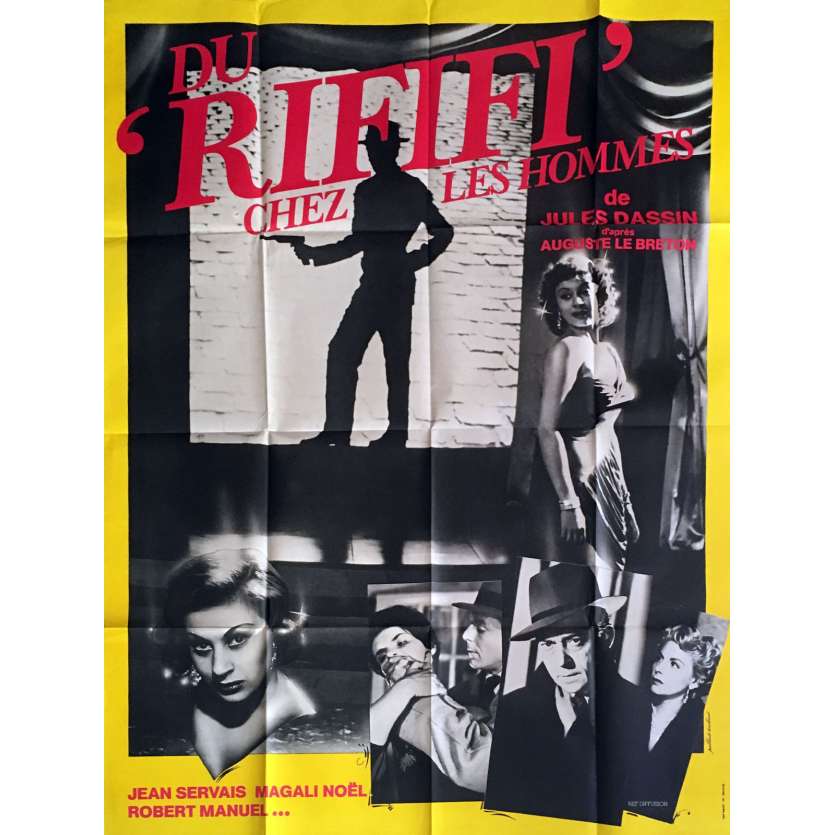 DU
‘RIFIFI’
CHEZ LES HOMMES
de
JULES DASSIN
d'après
AUGUSTE LE BRETON
JEAN SERVAIS MAGALI NOËL
ROBERT MANUEL...